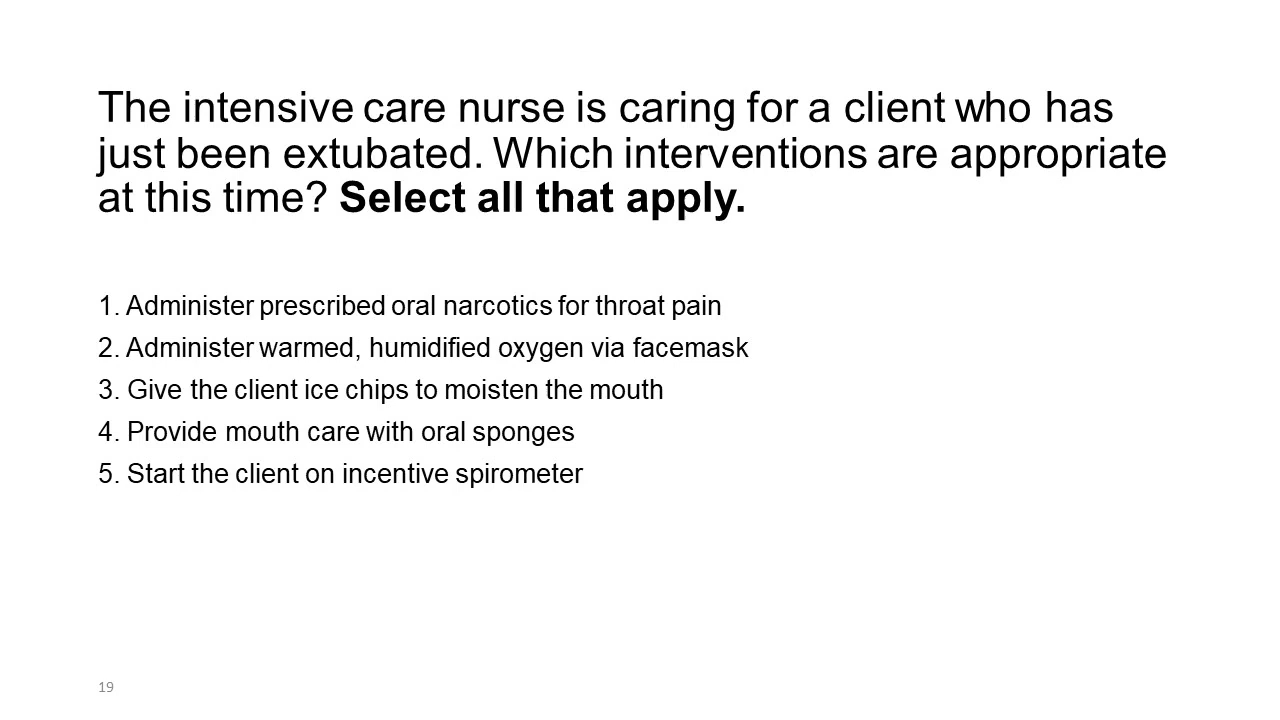 The intensive care nurse is caring for a client who has
just been extubated. Which interventions are appropriate
at this time? Select all that apply.
1. Administer prescribed oral narcotics for throat pain
2. Administer warmed, humidified oxygen via facemask
3. Give the client ice chips to moisten the mouth
4. Provide mouth care with oral sponges
5. Start the client on incentive spirometer
19